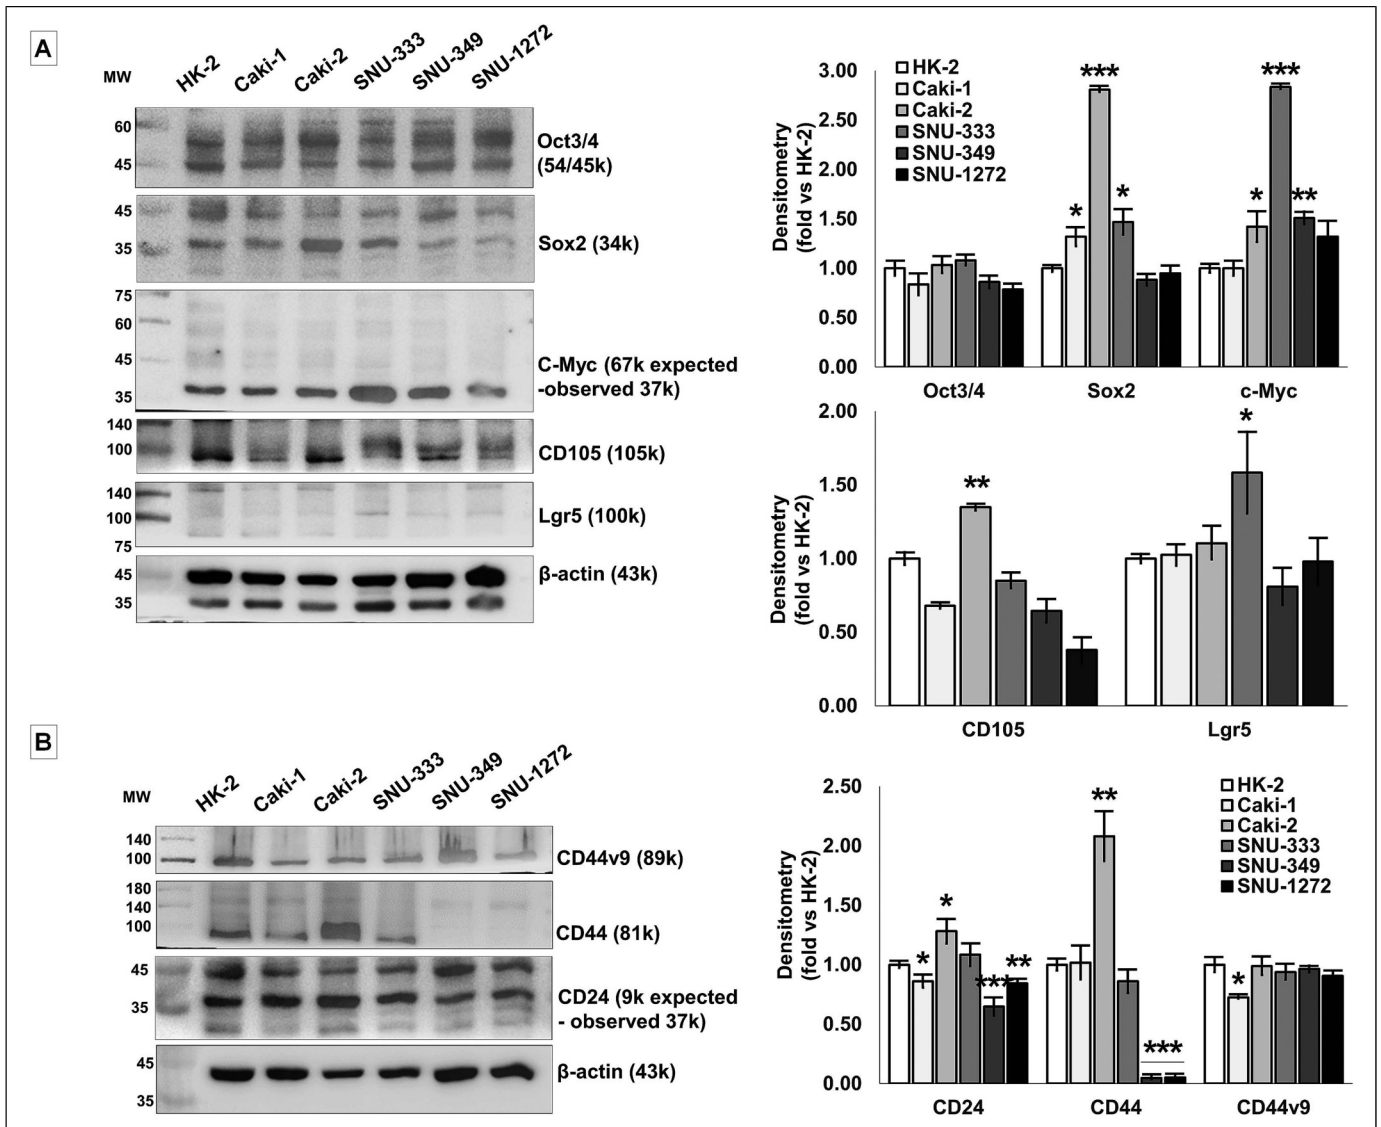 A
MW
HK-2
Caki-1
Caki-2
SNU-333
SNU-349
SNU-1272
60
45
Oct3/4
(54/45k)
45
35
Sox2 (34k)
75
60
45
35
C-Myc (67k expected
-observed 37k)
140
100
CD105 (105k)
140
100
75
Lgr5 (100k)
45
35
β-actin (43k)
Densitometry
(fold vs HK-2)
3.00
2.50
2.00
1.50
1.00
0.50
0.00
HK-2
Caki-1
Caki-2
SNU-333
SNU-349
SNU-1272
*
***
*
*
***
**
Oct3/4
Sox2
c-Myc
Densitometry
(fold vs HK-2)
2.00
1.50
1.00
0.50
0.00
**
*
CD105
Lgr5
B
MW
HK-2
Caki-1
Caki-2
SNU-333
SNU-349
SNU-1272
140
100
CD44v9 (89k)
180
140
100
CD44 (81k)
45
35
CD24 (9k expected
- observed 37k)
45
35
β-actin (43k)
Densitometry
(fold vs HK-2)
2.50
2.00
1.50
1.00
0.50
0.00
HK-2
Caki-1
Caki-2
SNU-333
SNU-349
SNU-1272
*
*
***
**
**
***
*
CD24
CD44
CD44v9